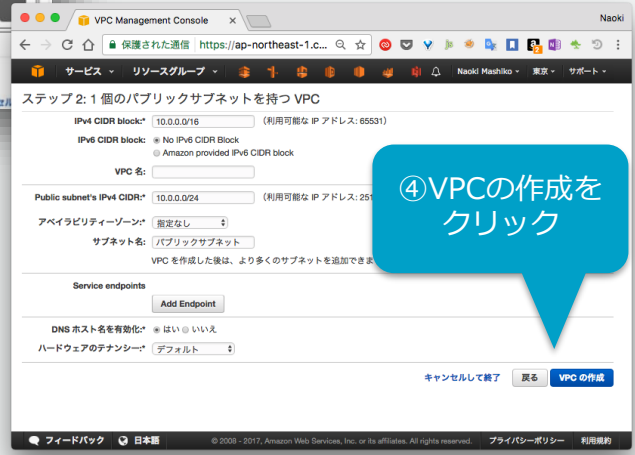 VPC Management Console
Naoki
保護された通信 https://ap-northeast-1.c...
サービス リソースグループ Naoki Mashiko 東京 サポート
ステップ 2: 1 個のパブリックサブネットを持つ VPC
IPv4 CIDR block:* 10.0.0.0/16 (利用可能な IP アドレス: 65531)
IPv6 CIDR block: No IPv6 CIDR Block
Amazon provided IPv6 CIDR block
VPC 名:
Public subnet's IPv4 CIDR:* 10.0.0.0/24 (利用可能な IP アドレス: 251
アベイラビリティーゾーン:* 指定なし
サブネット名: パブリックサブネット
VPC を作成した後は、より多くのサブネットを追加できま
Service endpoints
Add Endpoint
DNS ホスト名を有効化:* はい いいえ
ハードウェアのテナンシー:* デフォルト
④VPCの作成を
クリック
キャンセルして終了 戻る VPC の作成
フィードバック 日本語 © 2008 - 2017, Amazon Web Services, Inc. or its affiliates. All rights reserved. プライバシーポリシー 利用規約